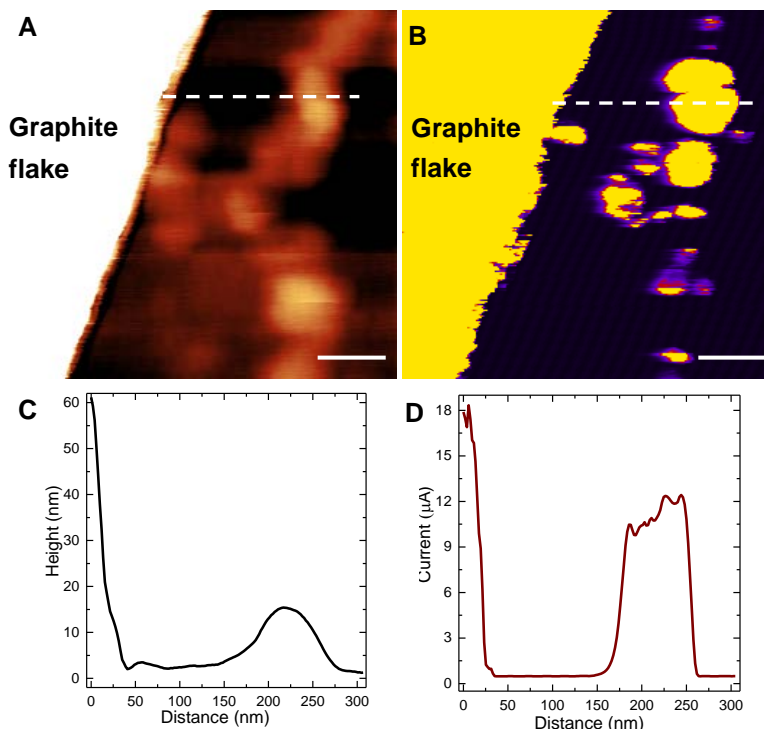 A
Graphite
flake
B
Graphite
flake
C
60
50
40
30
20
10
0
Height (nm)
0 50 100 150 200 250 300
Distance (nm)
D
18
15
12
9
6
3
0
Current (μA)
0 50 100 150 200 250 300
Distance (nm)